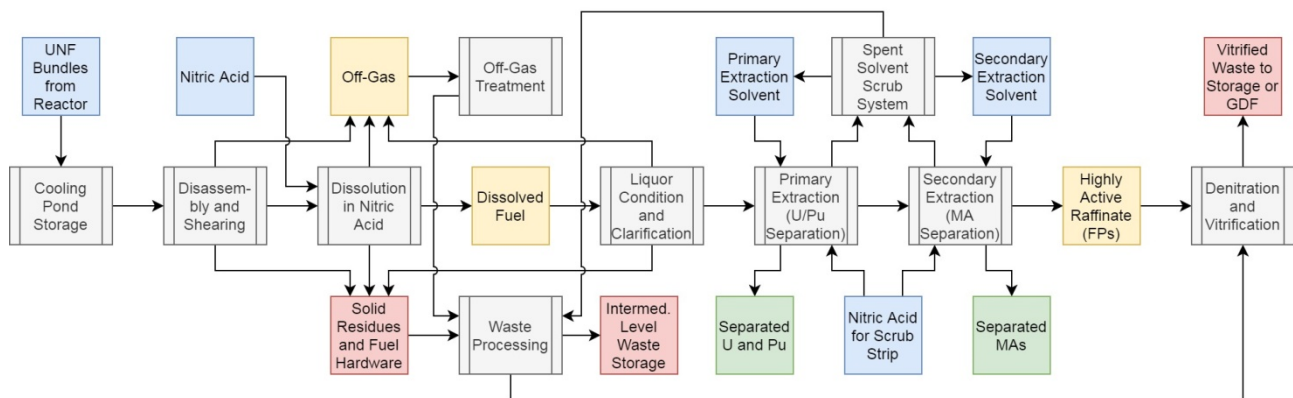 UNF
Bundles
from
Reactor
Nitric Acid
Off-Gas
Off-Gas
Treatment
Primary
Extraction
Solvent
Spent
Solvent
Scrub
System
Secondary
Extraction
Solvent
Vitrified
Waste to
Storage or
GDF
Cooling
Pond
Storage
Disassem-
bly and
Shearing
Dissolution
in Nitric
Acid
Dissolved
Fuel
Liquor
Condition
and
Clarification
Primary
Extraction
(U/Pu
Separation)
Secondary
Extraction
(MA
Separation)
Highly
Active
Raffinate
(FPs)
Denitration
and
Vitrification
Solid
Residues
and Fuel
Hardware
Waste
Processing
Intermed.
Level
Waste
Storage
Separated
U and Pu
Nitric Acid
for Scrub
Strip
Separated
MAs